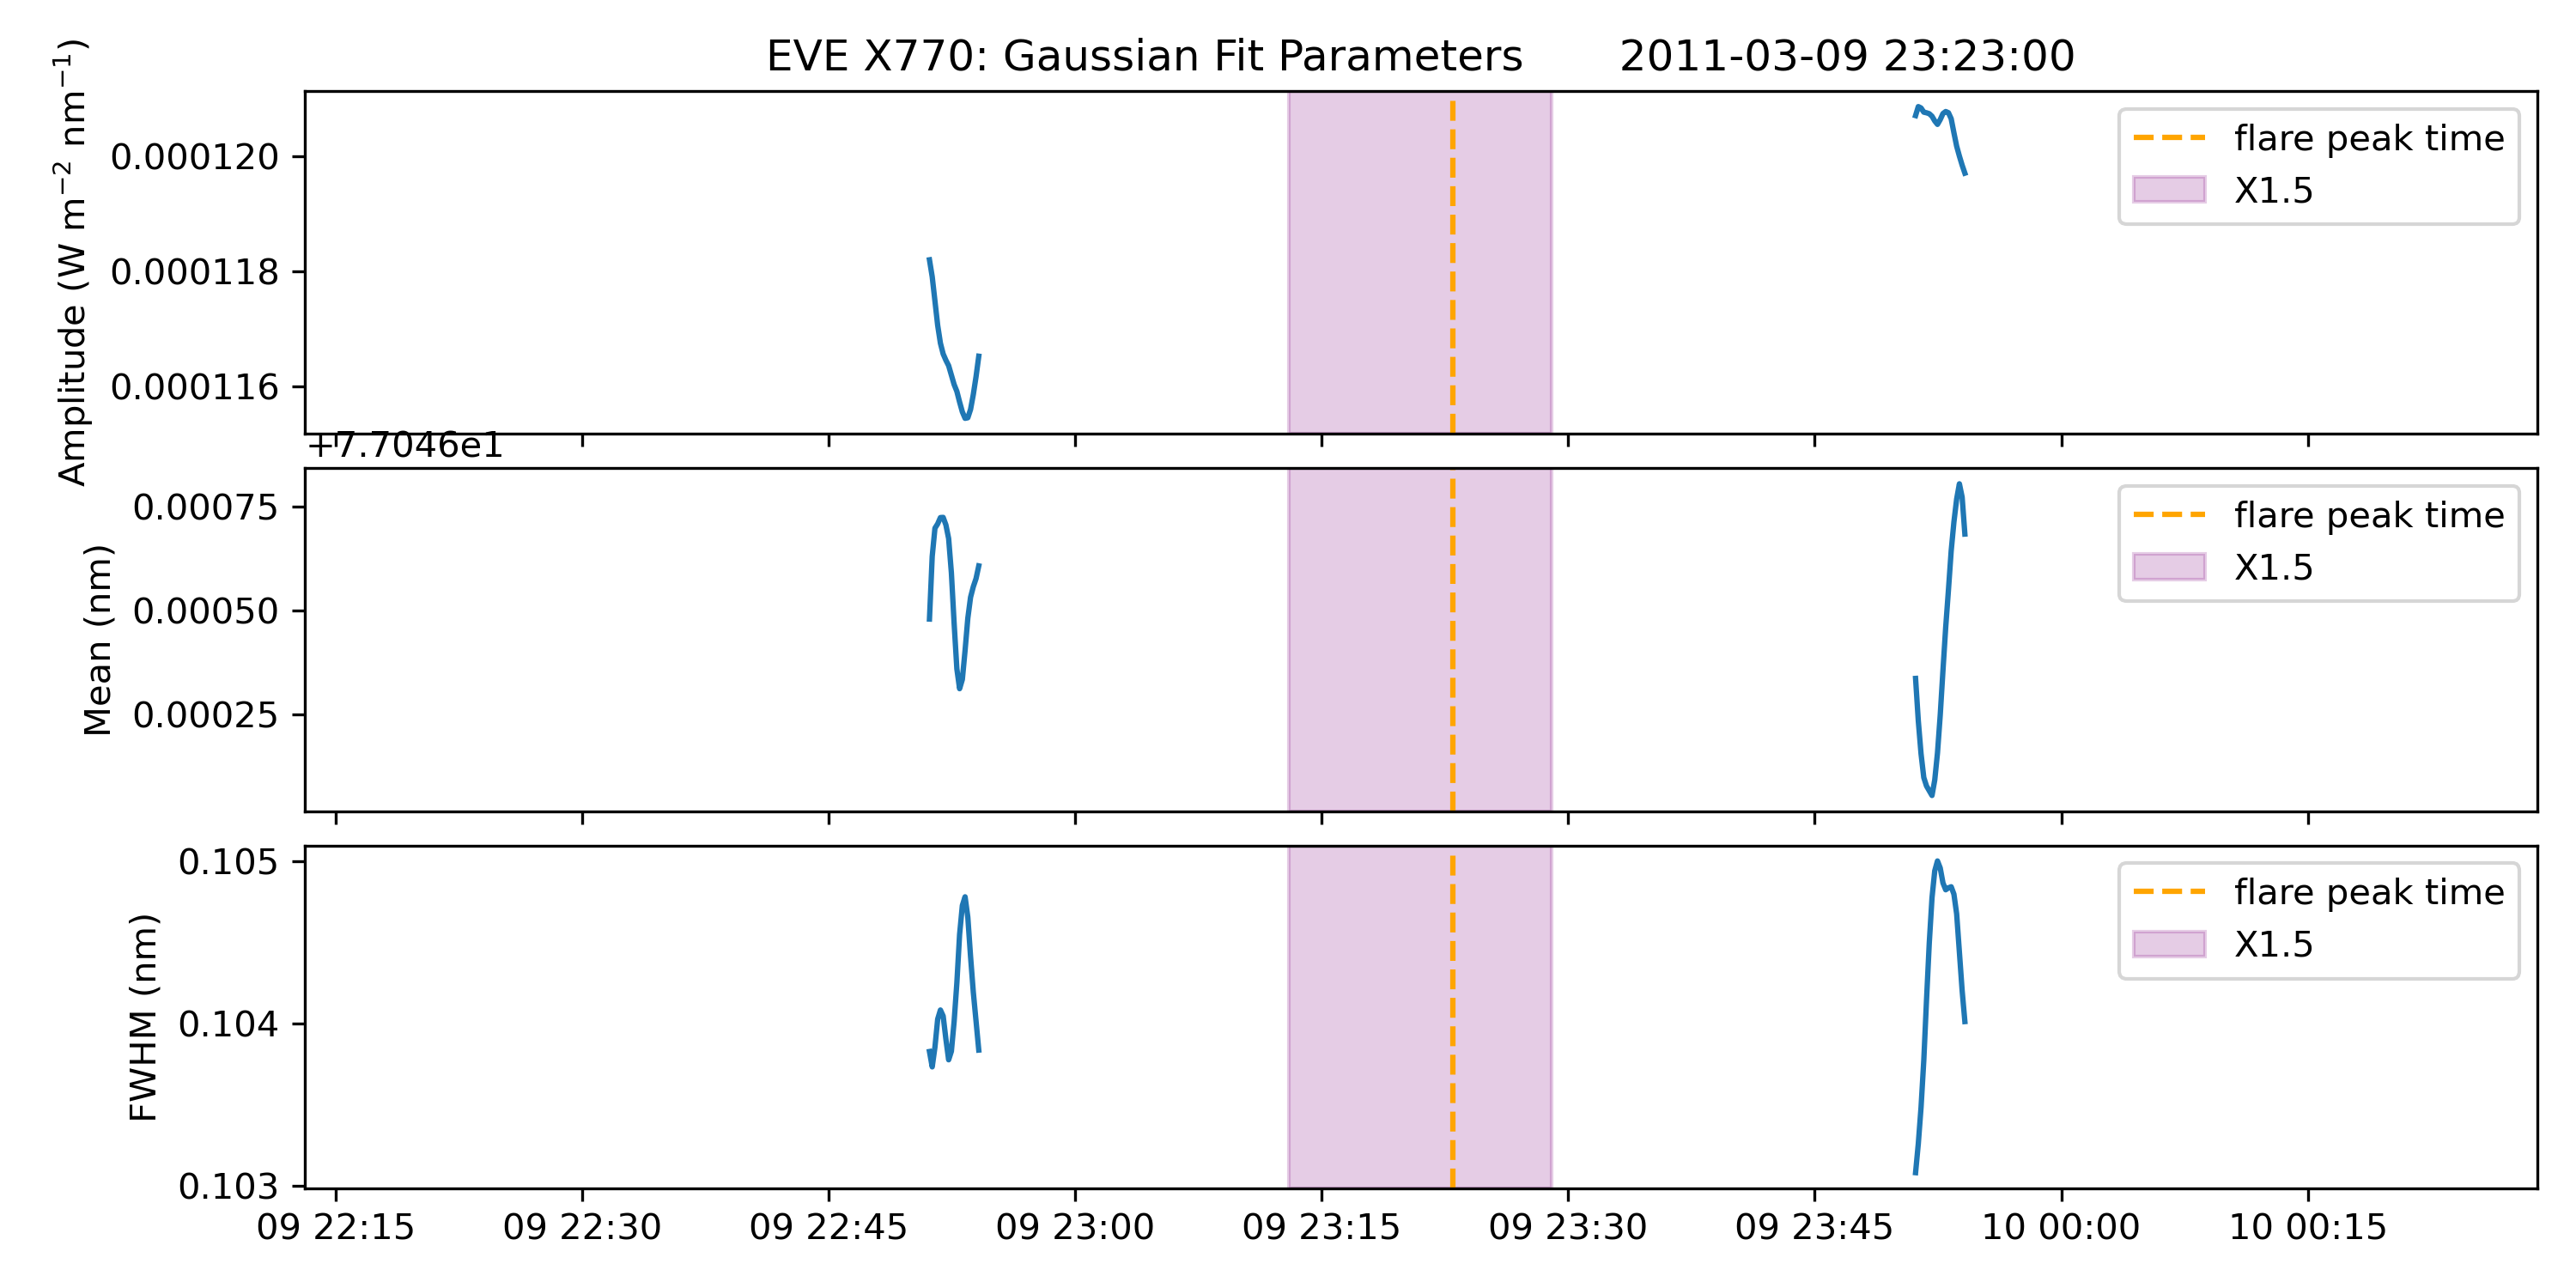 EVE X770: Gaussian Fit Parameters 2011-03-09 23:23:00
Amplitude (W m⁻² nm⁻¹)
0.000120
0.000118
0.000116
flare peak time
X1.5
+7.7046e1
Mean (nm)
0.00075
0.00050
0.00025
flare peak time
X1.5
FWHM (nm)
0.105
0.104
0.103
flare peak time
X1.5
09 22:15 09 22:30 09 22:45 09 23:00 09 23:15 09 23:30 09 23:45 10 00:00 10 00:15